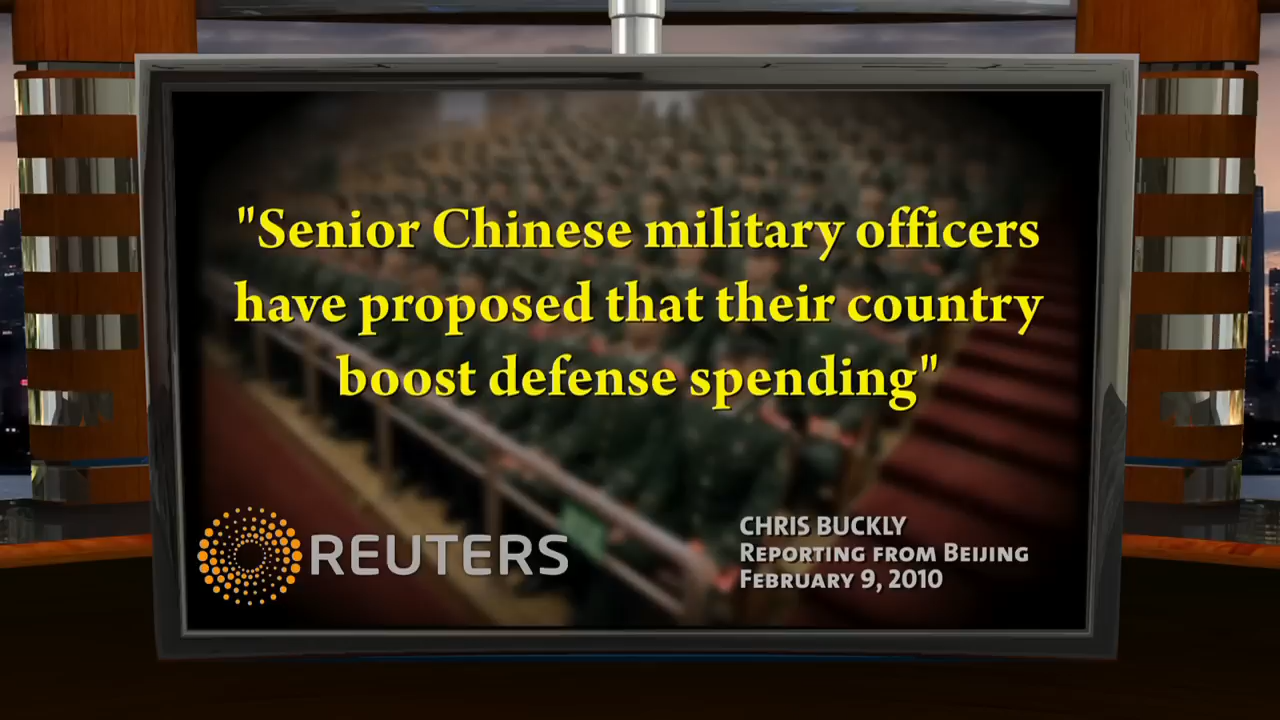 "Senior Chinese military officers
have proposed that their country
boost defense spending"
REUTERS
CHRIS BUCKLY
REPORTING FROM BEIJING
FEBRUARY 9, 2010